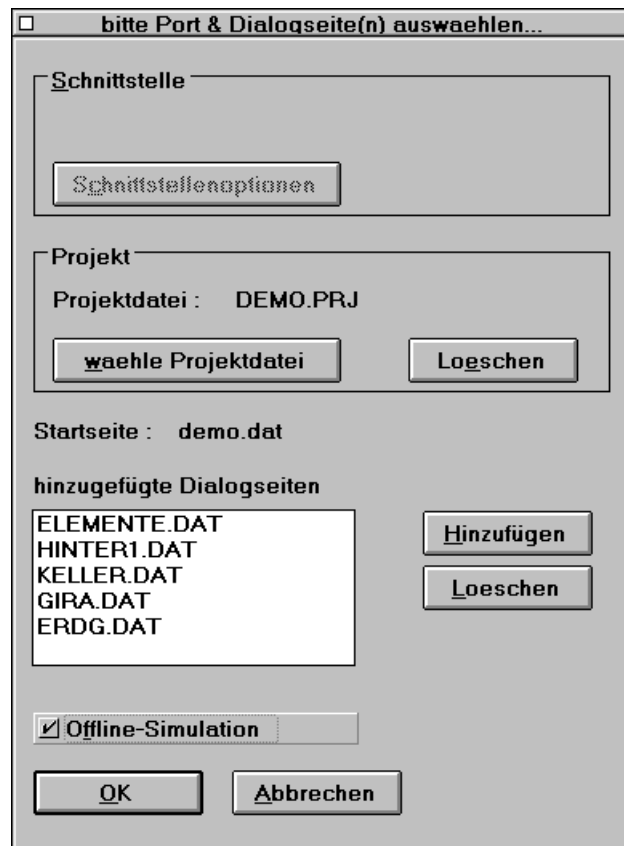 bitte Port & Dialogseite(n) auswaehlen...
Schnittstelle
Schnittstellenoptionen
Projekt
Projektdatei : DEMO.PRJ
waehle Projektdatei Loeschen
Startseite : demo.dat
hinzugefügte Dialogseiten
ELEMENTE.DAT
HINTER1.DAT
KELLER.DAT
GIRA.DAT
ERDG.DAT
Hinzufügen
Loeschen
Offline-Simulation
OK Abbrechen